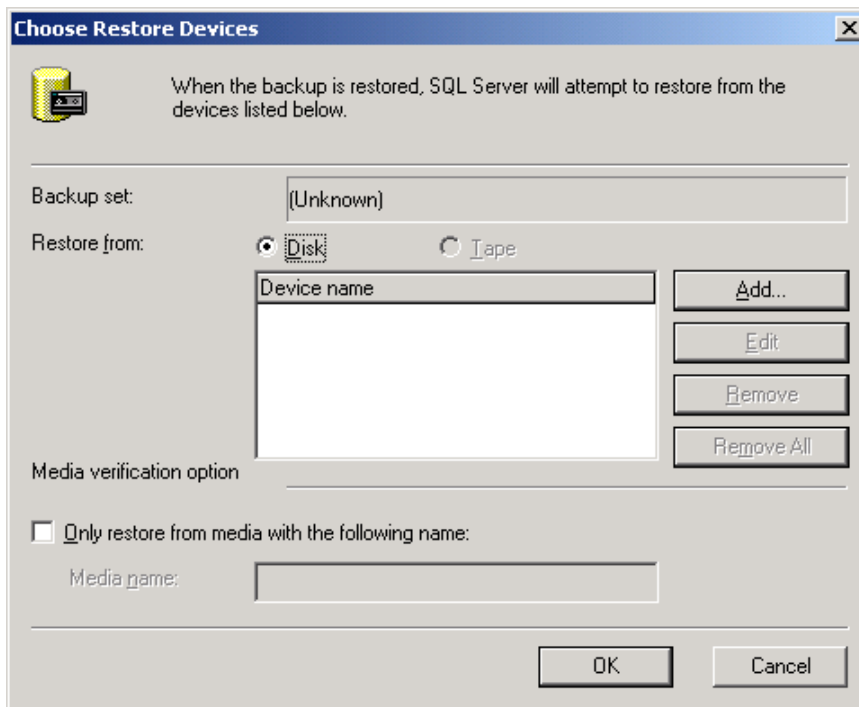 Choose Restore Devices
When the backup is restored, SQL Server will attempt to restore from the
devices listed below.
Backup set:
(Unknown)
Restore from:
Disk
Tape
Device name
Add...
Edit
Remove
Remove All
Media verification option
Only restore from media with the following name:
Media name:
OK
Cancel